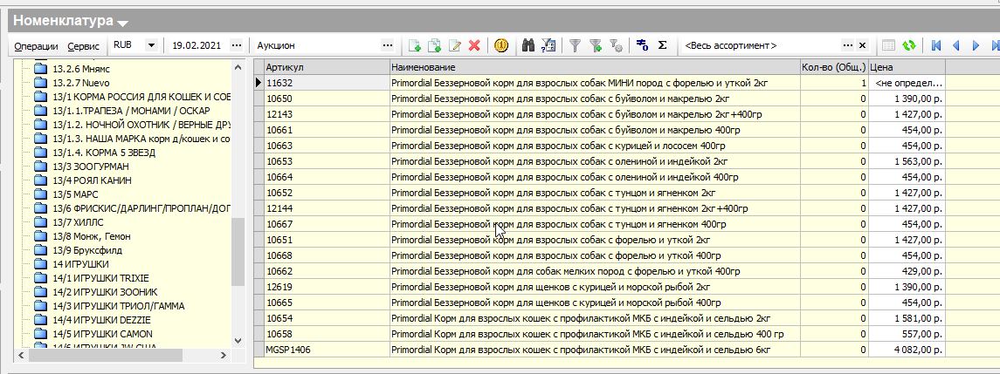 Номенклатура
Операции Сервис RUB 19.02.2021 ... Аукцион ... <Весь ассортимент> ...
13.2.6 Мнямс
13.2.7 Nuevo
13/1 КОРМА РОССИЯ ДЛЯ КОШЕК И СОБ
13/1.1.ТРАПЕЗА / МОНАМИ / ОСКАР
13/1.2. НОЧНОЙ ОХОТНИК / ВЕРНЫЕ ДРУ
13/1.3. НАША МАРКА корм д/кошек и со
13/1.4. КОРМА 5 ЗВЕЗД
13/3 ЗООГУРМАН
13/4 РОЯЛ КАНИН
13/5 МАРС
13/6 ФРИСКИС/ДАРЛИНГ/ПРОПЛАН/ДОГ
13/7 ХИЛЛС
13/8 Монж, Гемон
13/9 Бруксфилд
14 ИГРУШКИ
14/1 ИГРУШКИ TRIXIE
14/2 ИГРУШКИ ЗООНИК
14/3 ИГРУШКИ ТРИОЛ/ГАММА
14/4 ИГРУШКИ DEZZIE
14/5 ИГРУШКИ CAMON
14/6 ИГРУШКИ JW США
Артикул Наименование Кол-во (Общ.) Цена
11632 Primordial Беззерновой корм для взрослых собак МИНИ пород с форелью и уткой 2кг 1 <не определ...
10650 Primordial Беззерновой корм для взрослых собак с буйволом и макрелью 2кг 0 1 390,00 р.
12143 Primordial Беззерновой корм для взрослых собак с буйволом и макрелью 2кг+400гр 0 1 427,00 р.
10661 Primordial Беззерновой корм для взрослых собак с буйволом и макрелью 400гр 0 454,00 р.
10663 Primordial Беззерновой корм для взрослых собак с курицей и лососем 400гр 0 454,00 р.
10653 Primordial Беззерновой корм для взрослых собак с олениной и индейкой 2кг 0 1 563,00 р.
10664 Primordial Беззерновой корм для взрослых собак с олениной и индейкой 400гр 0 454,00 р.
10652 Primordial Беззерновой корм для взрослых собак с тунцом и ягненком 2кг 0 1 427,00 р.
12144 Primordial Беззерновой корм для взрослых собак с тунцом и ягненком 2кг+400гр 0 1 427,00 р.
10667 Primordial Беззерновой корм для взрослых собак с тунцом и ягненком 400гр 0 454,00 р.
10651 Primordial Беззерновой корм для взрослых собак с форелью и уткой 2кг 0 1 427,00 р.
10668 Primordial Беззерновой корм для взрослых собак с форелью и уткой 400гр 0 454,00 р.
10662 Primordial Беззерновой корм для собак мелких пород с форелью и уткой 400гр 0 429,00 р.
12619 Primordial Беззерновой корм для щенков с курицей и морской рыбой 2кг 0 1 390,00 р.
10665 Primordial Беззерновой корм для щенков с курицей и морской рыбой 400гр 0 454,00 р.
10654 Primordial Корм для взрослых кошек с профилактикой МКБ с индейкой и сельдью 2кг 0 1 581,00 р.
10658 Primordial Корм для взрослых кошек с профилактикой МКБ с индейкой и сельдью 400 гр 0 557,00 р.
MGSP1406 Primordial Корм для взрослых кошек с профилактикой МКБ с индейкой и сельдью 6кг 0 4 082,00 р.